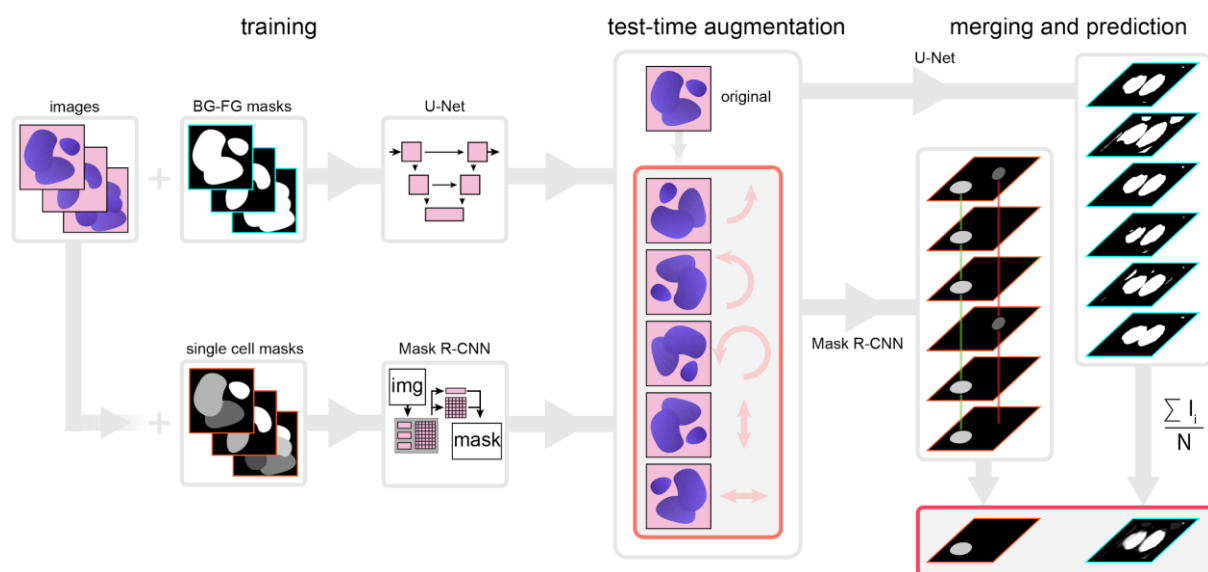 training
test-time augmentation
merging and prediction
images
BG-FG masks
U-Net
original
U-Net
single cell masks
Mask R-CNN
img
mask
Mask R-CNN
∑ I_i
N